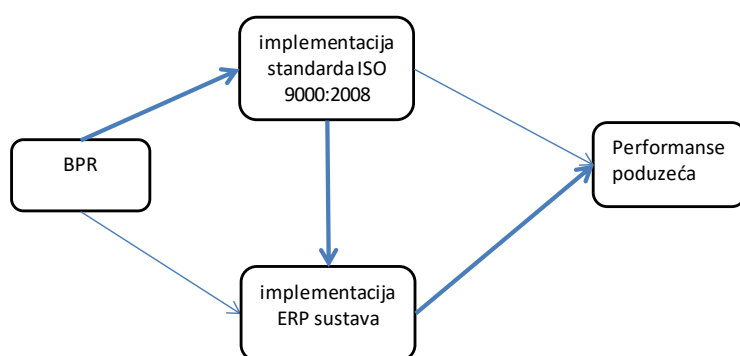 implementacija
standarda ISO
9000:2008
BPR
Performanse
poduzeća
implementacija
ERP sustava